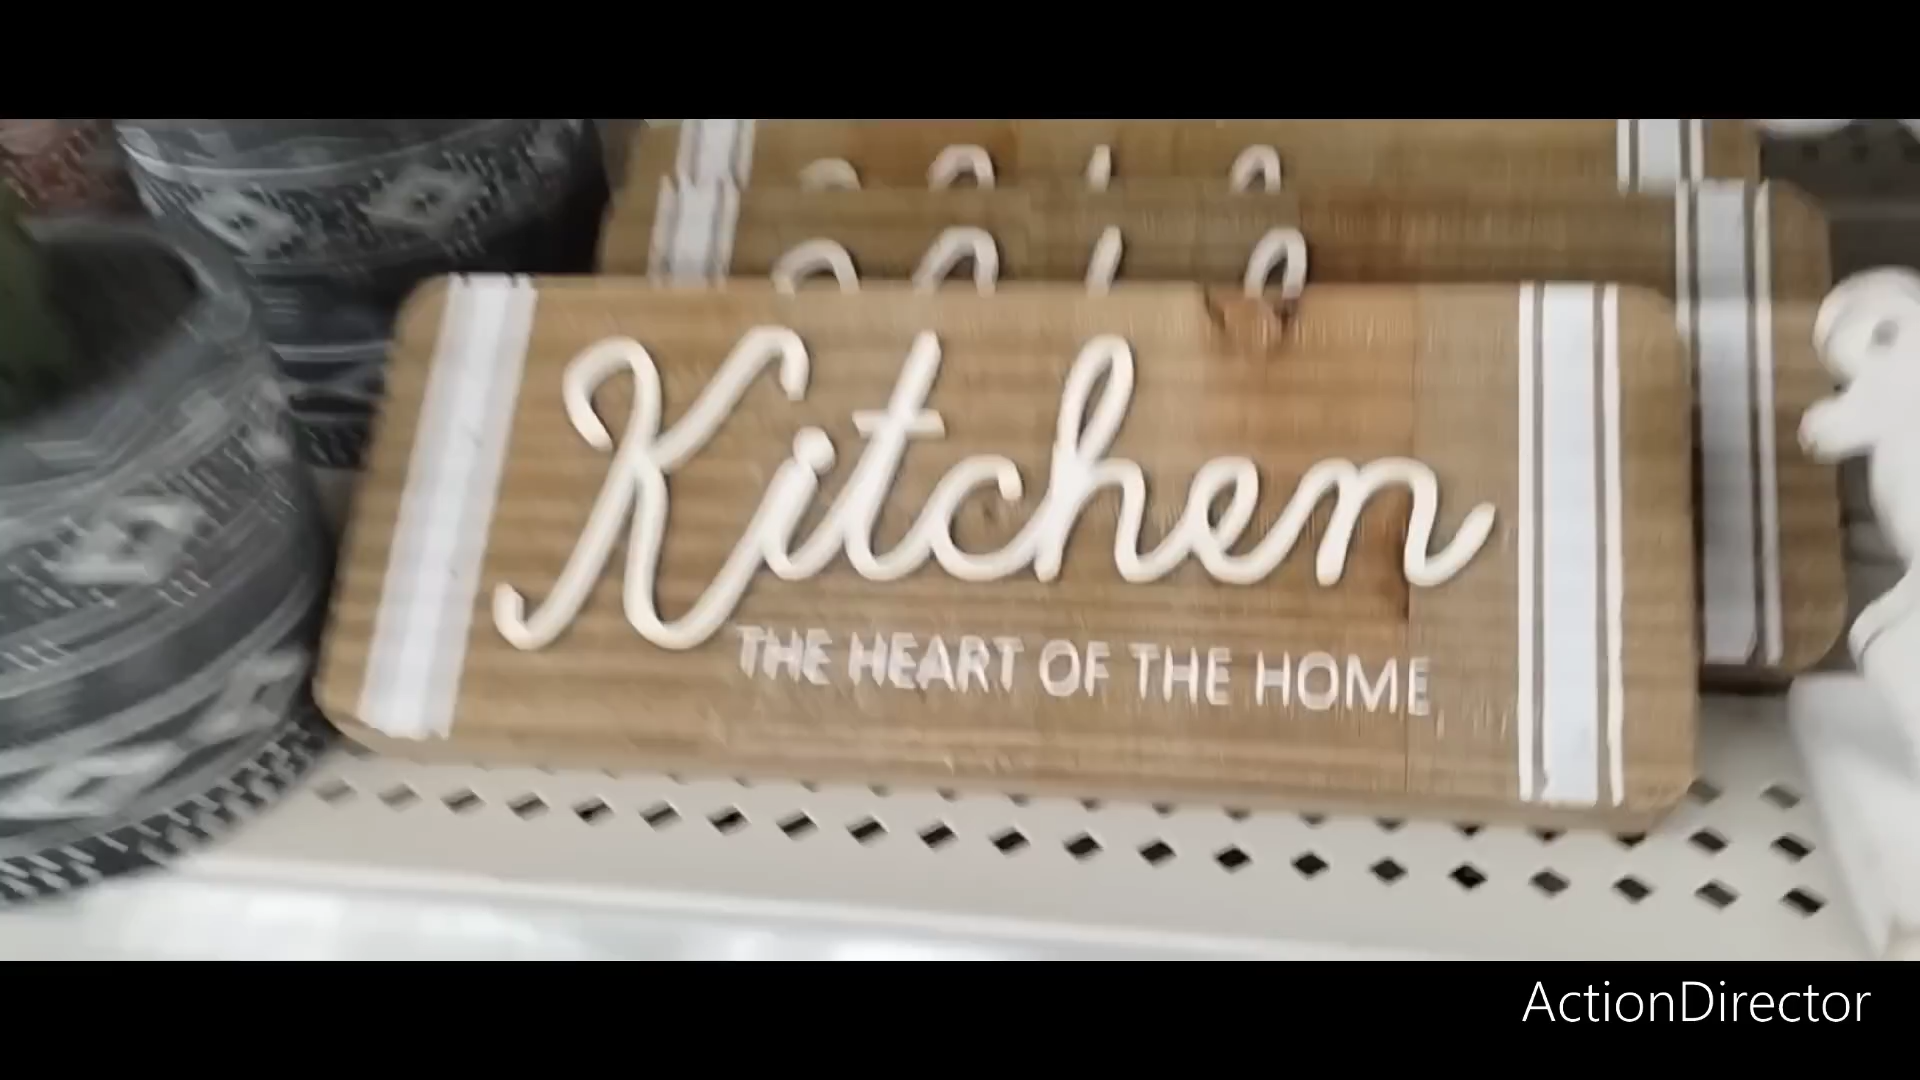 Kitchen
THE HEART OF THE HOME
ActionDirector